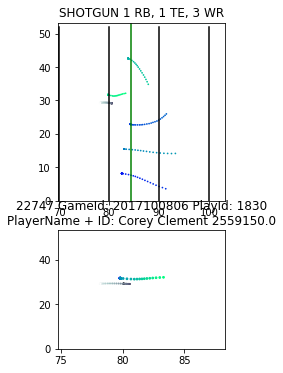 SHOTGUN 1 RB, 1 TE, 3 WR
50
40
30
20
10
0
70 80 90 100
22747 GameId: 2017100806 PlayId: 1830
PlayerName + ID: Corey Clement 2559150.0
40
20
0
75 80 85